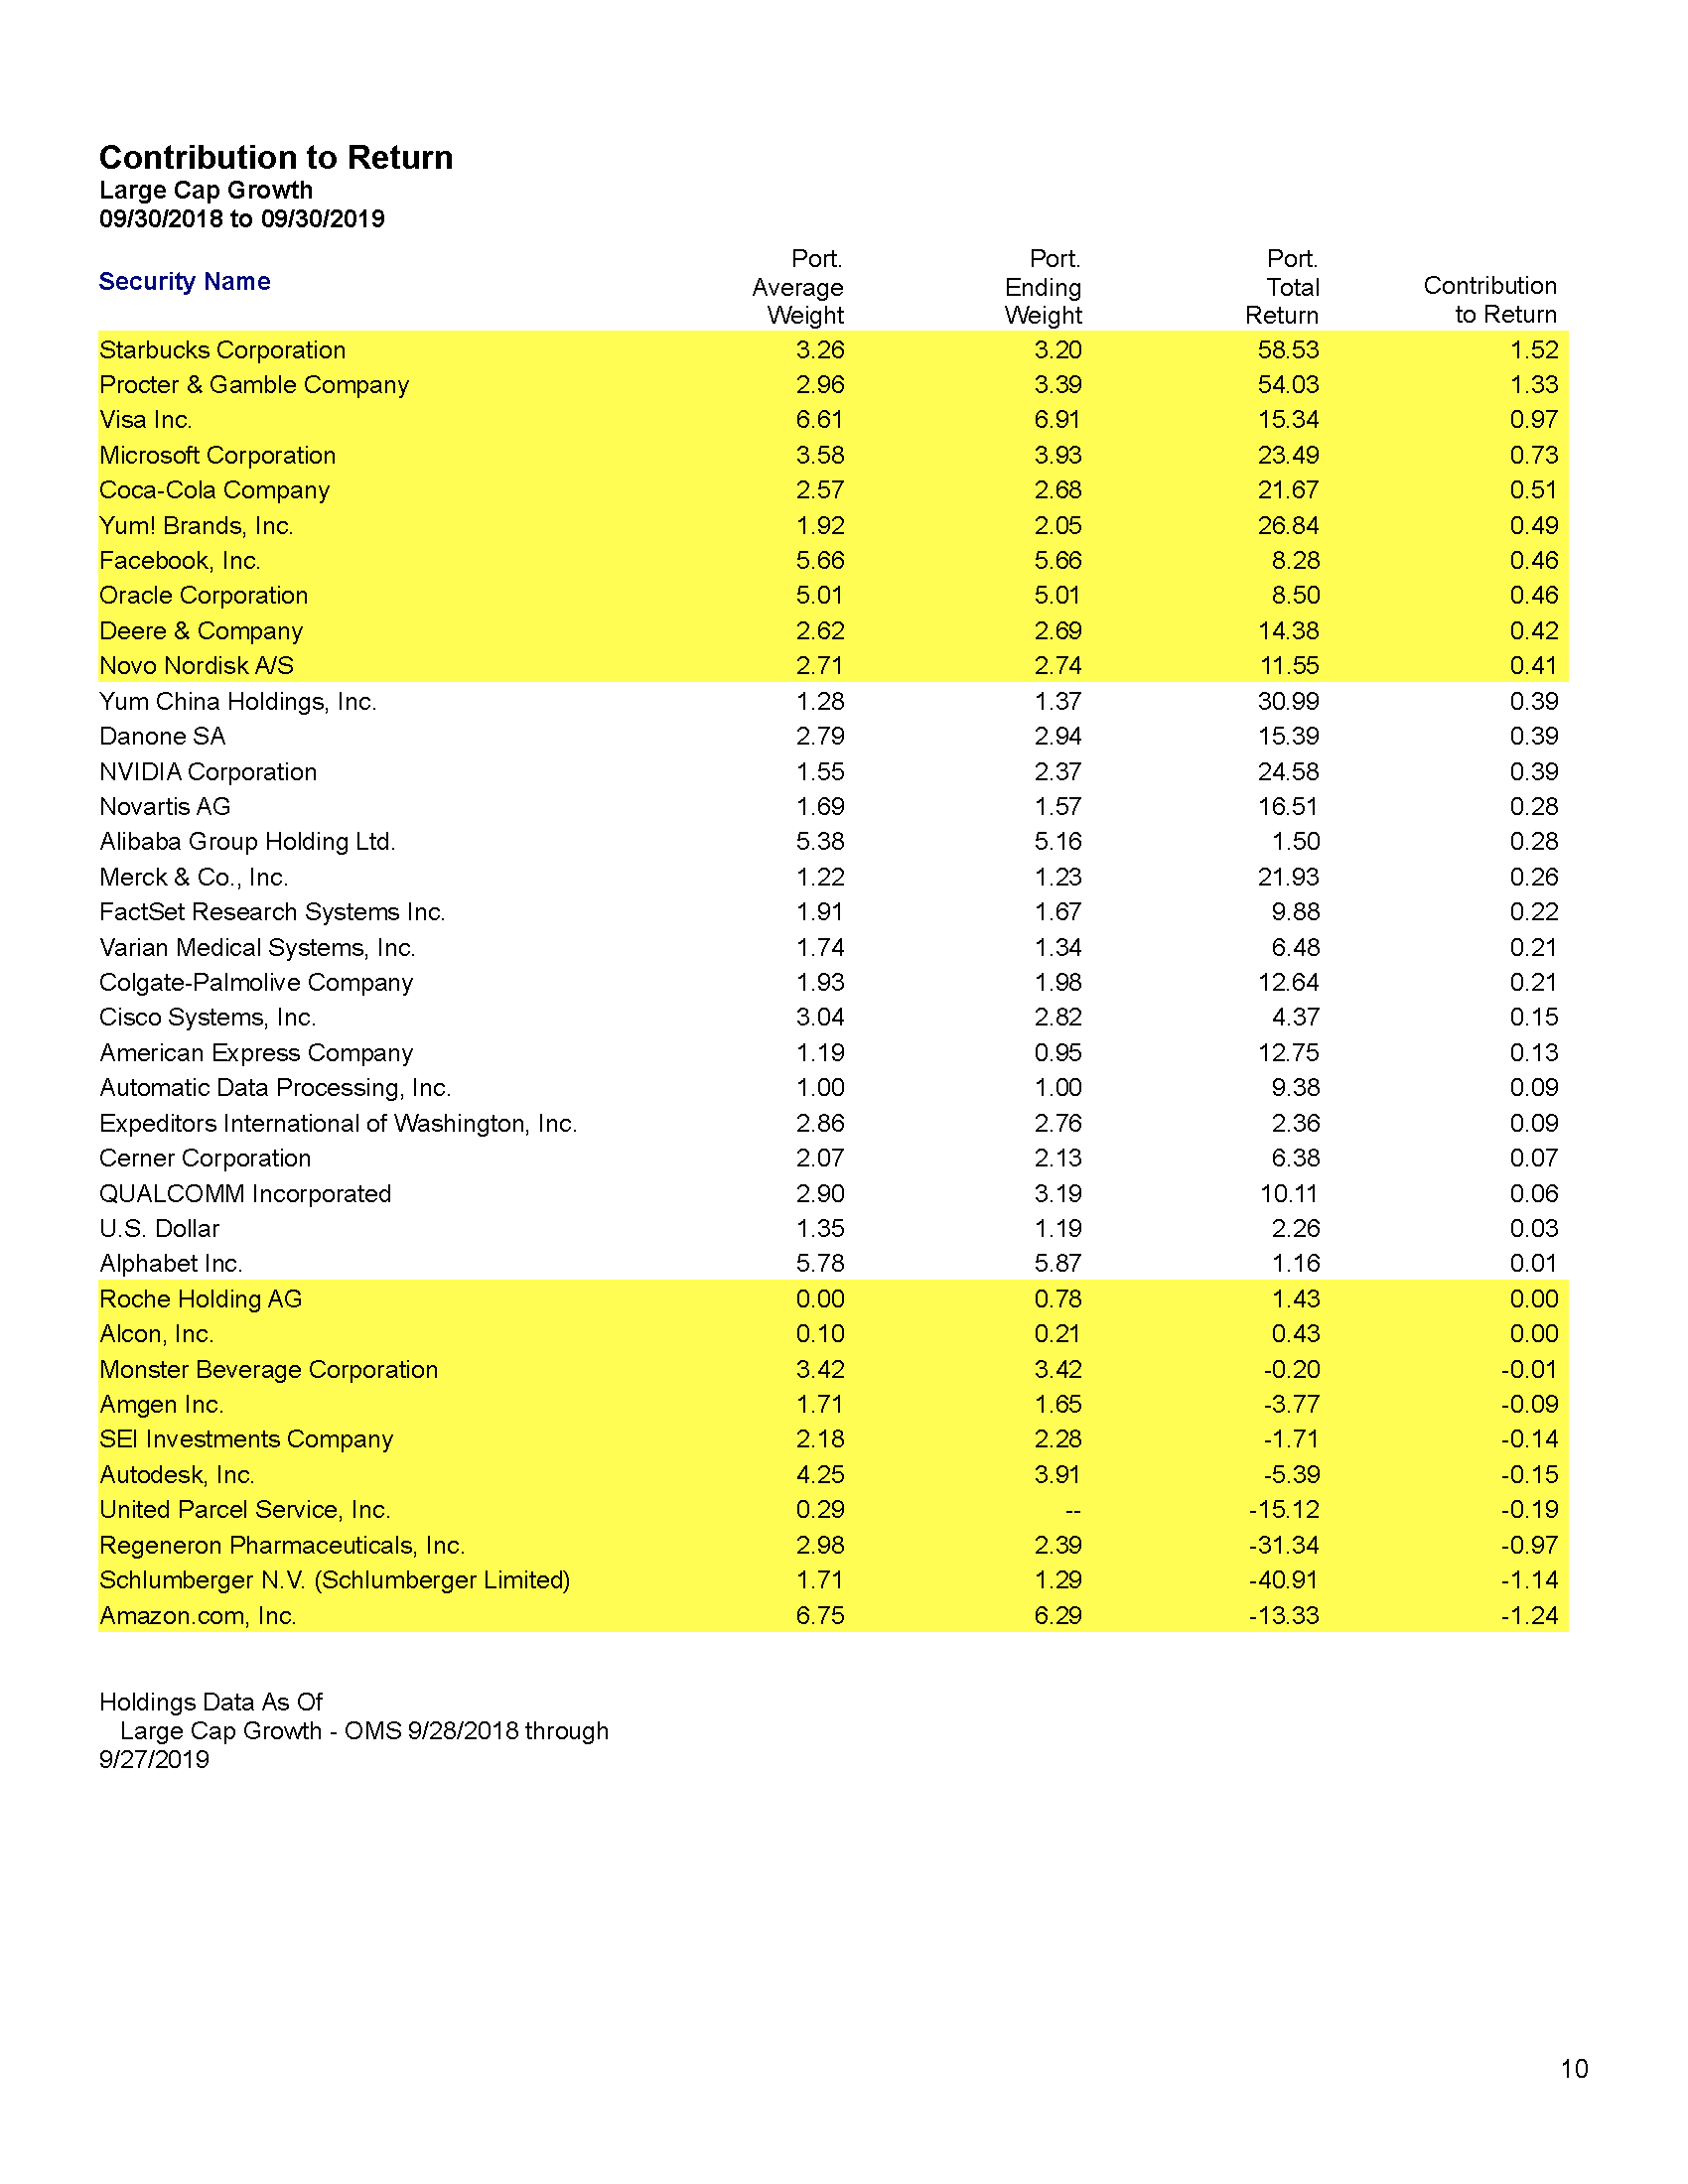 Contribution to Return
Large Cap Growth
09/30/2018 to 09/30/2019
Security Name Port. Average Weight Port. Ending Weight Port. Total Return Contribution to Return
Starbucks Corporation 3.26 3.20 58.53 1.52
Procter & Gamble Company 2.96 3.39 54.03 1.33
Visa Inc. 6.61 6.91 15.34 0.97
Microsoft Corporation 3.58 3.93 23.49 0.73
Coca-Cola Company 2.57 2.68 21.67 0.51
Yum! Brands, Inc. 1.92 2.05 26.84 0.49
Facebook, Inc. 5.66 5.66 8.28 0.46
Oracle Corporation 5.01 5.01 8.50 0.46
Deere & Company 2.62 2.69 14.38 0.42
Novo Nordisk A/S 2.71 2.74 11.55 0.41
Yum China Holdings, Inc. 1.28 1.37 30.99 0.39
Danone SA 2.79 2.94 15.39 0.39
NVIDIA Corporation 1.55 2.37 24.58 0.39
Novartis AG 1.69 1.57 16.51 0.28
Alibaba Group Holding Ltd. 5.38 5.16 1.50 0.28
Merck & Co., Inc. 1.22 1.23 21.93 0.26
FactSet Research Systems Inc. 1.91 1.67 9.88 0.22
Varian Medical Systems, Inc. 1.74 1.34 6.48 0.21
Colgate-Palmolive Company 1.93 1.98 12.64 0.21
Cisco Systems, Inc. 3.04 2.82 4.37 0.15
American Express Company 1.19 0.95 12.75 0.13
Automatic Data Processing, Inc. 1.00 1.00 9.38 0.09
Expeditors International of Washington, Inc. 2.86 2.76 2.36 0.09
Cerner Corporation 2.07 2.13 6.38 0.07
QUALCOMM Incorporated 2.90 3.19 10.11 0.06
U.S. Dollar 1.35 1.19 2.26 0.03
Alphabet Inc. 5.78 5.87 1.16 0.01
Roche Holding AG 0.00 0.78 1.43 0.00
Alcon, Inc. 0.10 0.21 0.43 0.00
Monster Beverage Corporation 3.42 3.42 -0.20 -0.01
Amgen Inc. 1.71 1.65 -3.77 -0.09
SEI Investments Company 2.18 2.28 -1.71 -0.14
Autodesk, Inc. 4.25 3.91 -5.39 -0.15
United Parcel Service, Inc. 0.29 -- -15.12 -0.19
Regeneron Pharmaceuticals, Inc. 2.98 2.39 -31.34 -0.97
Schlumberger N.V. (Schlumberger Limited) 1.71 1.29 -40.91 -1.14
Amazon.com, Inc. 6.75 6.29 -13.33 -1.24
Holdings Data As Of
Large Cap Growth - OMS 9/28/2018 through
9/27/2019
10